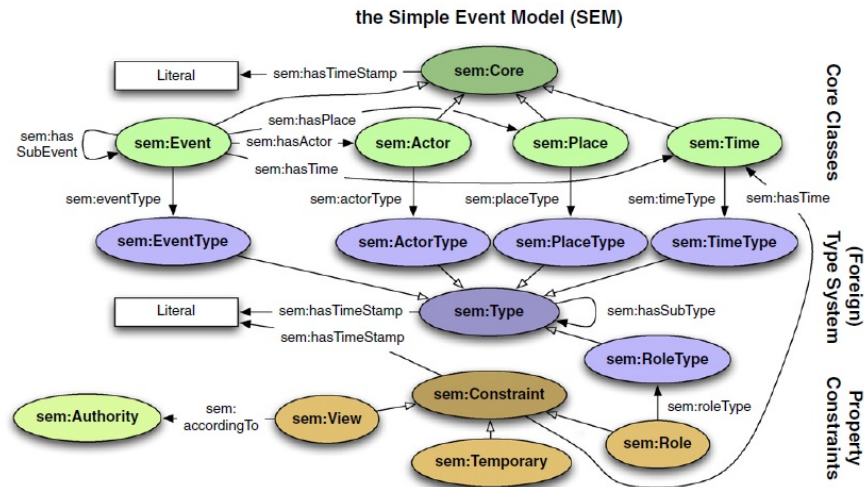 the Simple Event Model (SEM)
Literal
sem:hasTimeStamp
sem:Core
Core Classes
sem:has
SubEvent
sem:Event
sem:hasPlace
sem:hasActor
sem:hasTime
sem:Actor
sem:Place
sem:Time
sem:eventType
sem:actorType
sem:placeType
sem:timeType
sem:hasTime
sem:EventType
sem:ActorType
sem:PlaceType
sem:TimeType
(Foreign)
Type System
Literal
sem:hasTimeStamp
sem:Type
sem:hasSubType
sem:hasTimeStamp
sem:RoleType
sem:Constraint
Property
Constraints
sem:Authority
sem:
accordingTo
sem:View
sem:roleType
sem:Role
sem:Temporary